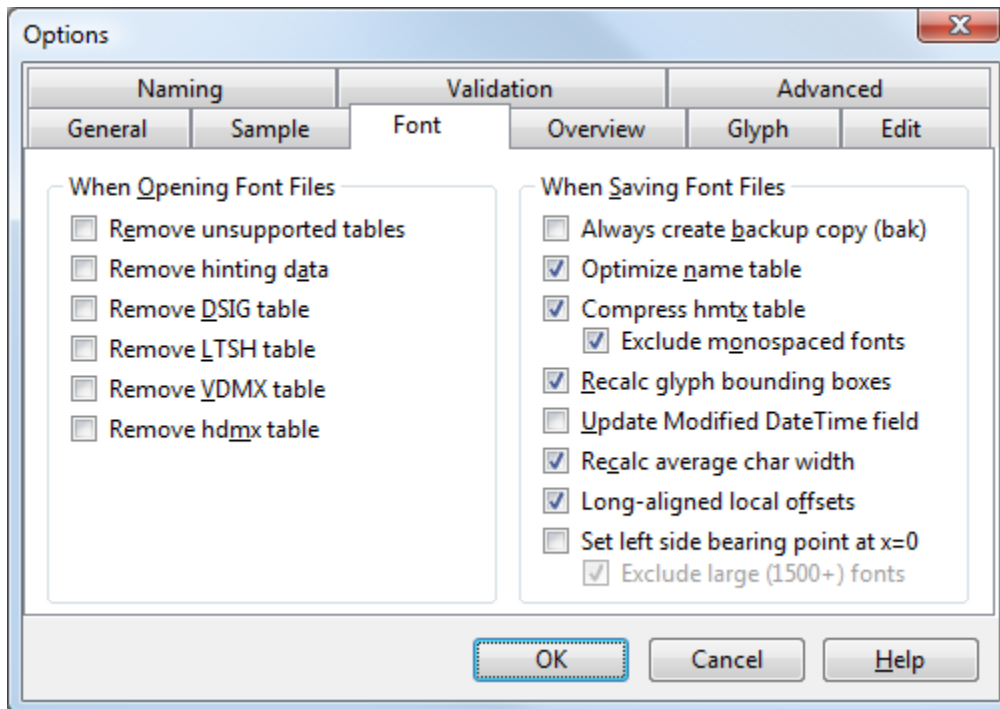 Options
Naming Validation Advanced
General Sample Font Overview Glyph Edit
When Opening Font Files
Remove unsupported tables
Remove hinting data
Remove DSIG table
Remove LTSH table
Remove VDMX table
Remove hdmx table
When Saving Font Files
Always create backup copy (bak)
Optimize name table
Compress hmtx table
Exclude monospaced fonts
Recalc glyph bounding boxes
Update Modified DateTime field
Recalc average char width
Long-aligned local offsets
Set left side bearing point at x=0
Exclude large (1500+) fonts
OK Cancel Help